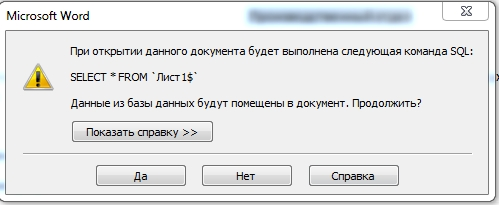 Microsoft Word
При открытии данного документа будет выполнена следующая команда SQL:
SELECT * FROM `Лист1$`
Данные из базы данных будут помещены в документ. Продолжить?
Показать справку >>
Да
Нет
Справка